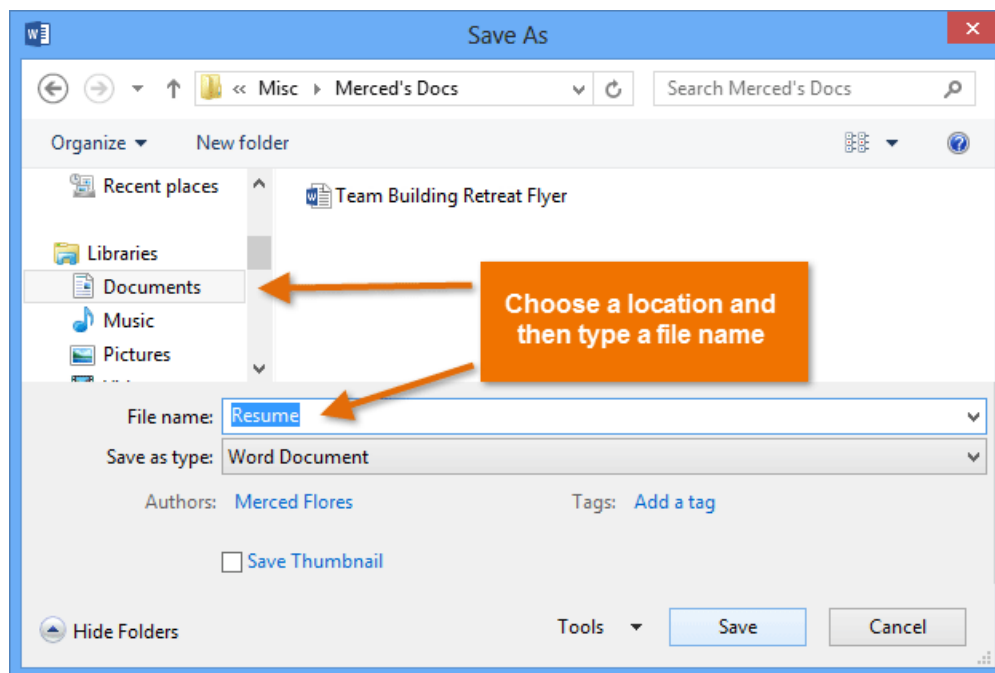 Save As
« Misc Merced's Docs
Search Merced's Docs
Organize
New folder
Recent places
Team Building Retreat Flyer
Libraries
Documents
Music
Pictures
Choose a location and
then type a file name
File name: Resume
Save as type: Word Document
Authors: Merced Flores
Tags: Add a tag
Save Thumbnail
Hide Folders
Tools
Save
Cancel